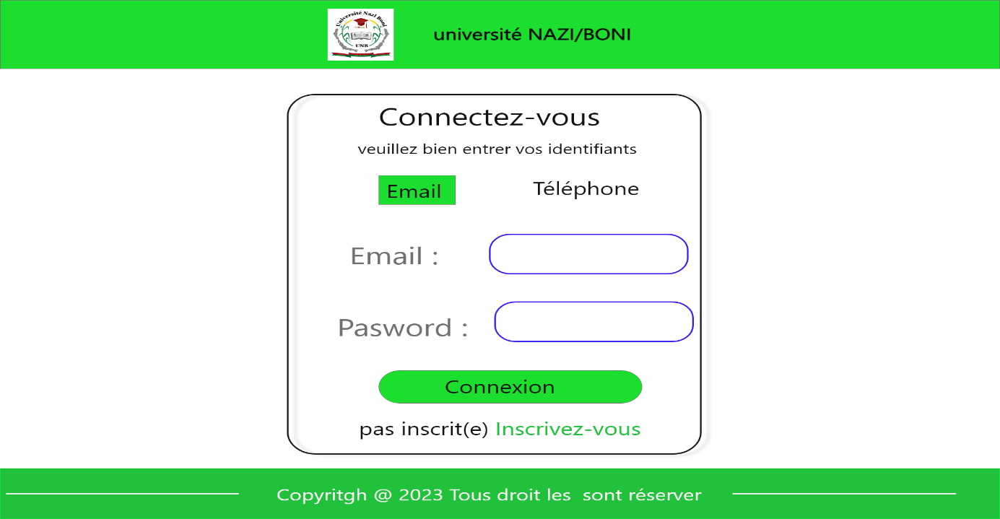 Université Nazi Boni
UNB
université NAZI/BONI
Connectez-vous
veuillez bien entrer vos identifiants
Email
Téléphone
Email :
Pasword :
Connexion
pas inscrit(e) Inscrivez-vous
Copyritgh @ 2023 Tous droit les sont réserver